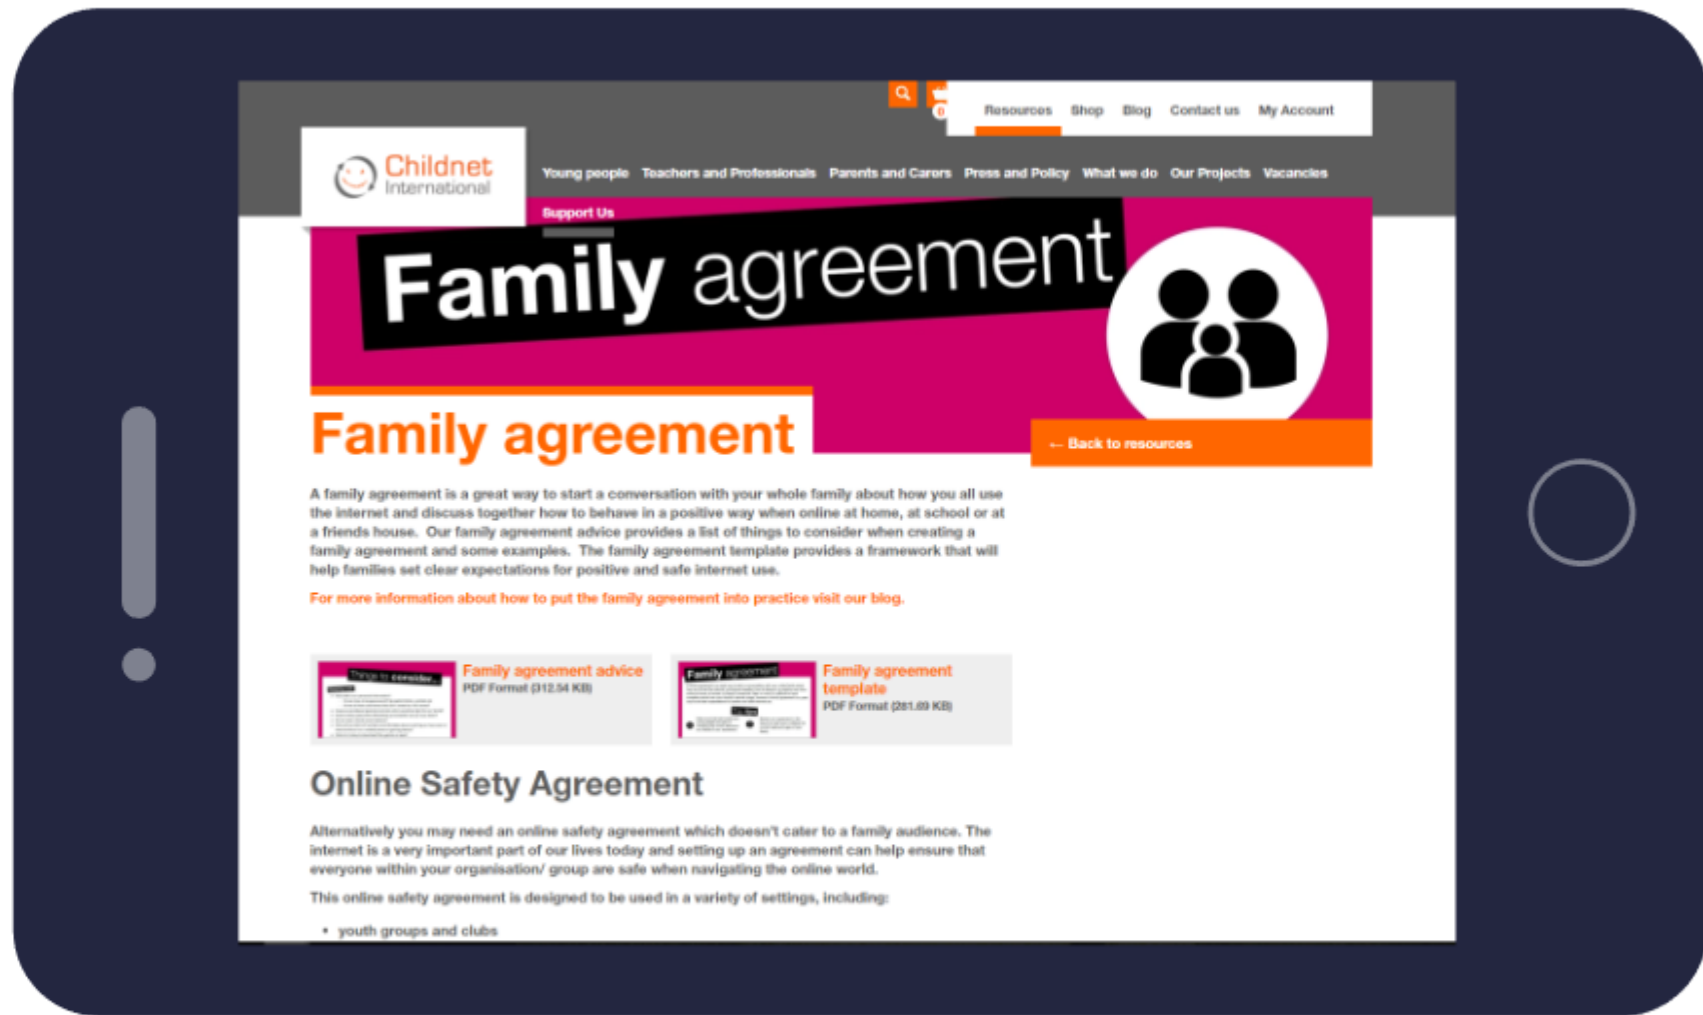 Resources Shop Blog Contact us My Account
0
Childnet
International
Young people Teachers and Professionals Parents and Carers Press and Policy What we do Our Projects Vacancies
Support Us
Family agreement
Family agreement
← Back to resources
A family agreement is a great way to start a conversation with your whole family about how you all use
the internet and discuss together how to behave in a positive way when online at home, at school or at
a friends house. Our family agreement advice provides a list of things to consider when creating a
family agreement and some examples. The family agreement template provides a framework that will
help families set clear expectations for positive and safe internet use.
For more information about how to put the family agreement into practice visit our blog.
Things to consider...
Family agreement advice
PDF Format (312.54 KB)
Family agreement
Family agreement
template
PDF Format (281.69 KB)
Online Safety Agreement
Alternatively you may need an online safety agreement which doesn't cater to a family audience. The
internet is a very important part of our lives today and setting up an agreement can help ensure that
everyone within your organisation/ group are safe when navigating the online world.
This online safety agreement is designed to be used in a variety of settings, including:
• youth groups and clubs